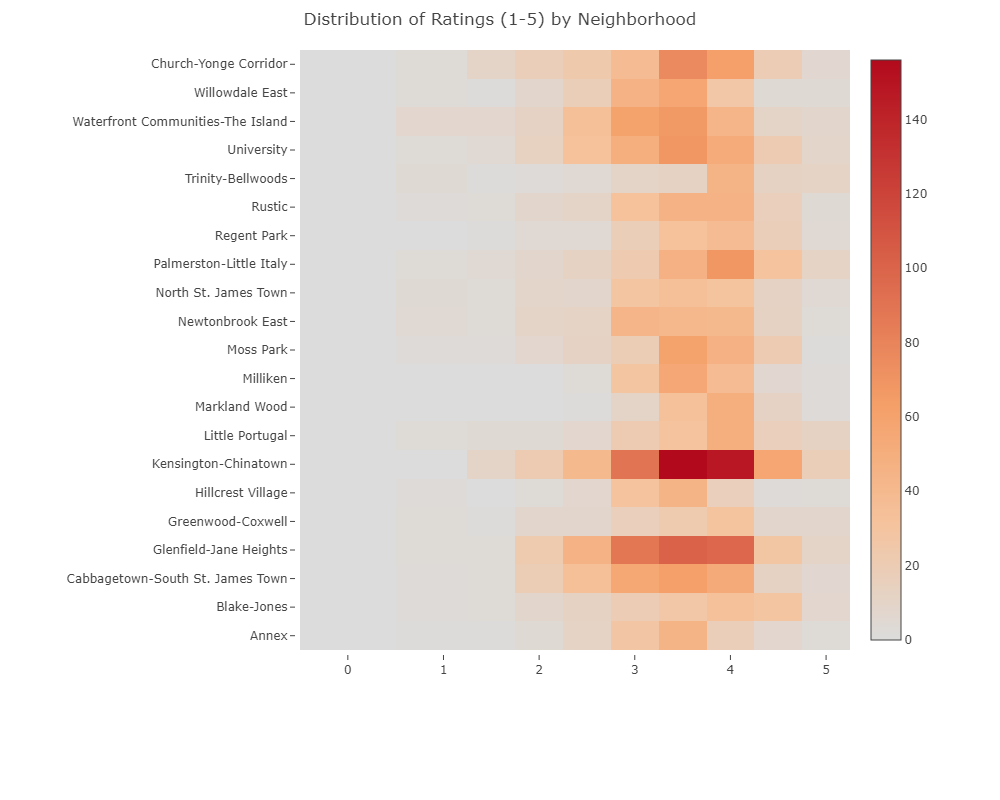 Distribution of Ratings (1-5) by Neighborhood
Church-Yonge Corridor
Willowdale East
Waterfront Communities-The Island
University
Trinity-Bellwoods
Rustic
Regent Park
Palmerston-Little Italy
North St. James Town
Newtonbrook East
Moss Park
Milliken
Markland Wood
Little Portugal
Kensington-Chinatown
Hillcrest Village
Greenwood-Coxwell
Glenfield-Jane Heights
Cabbagetown-South St. James Town
Blake-Jones
Annex
0 1 2 3 4 5
140
120
100
80
60
40
20
0